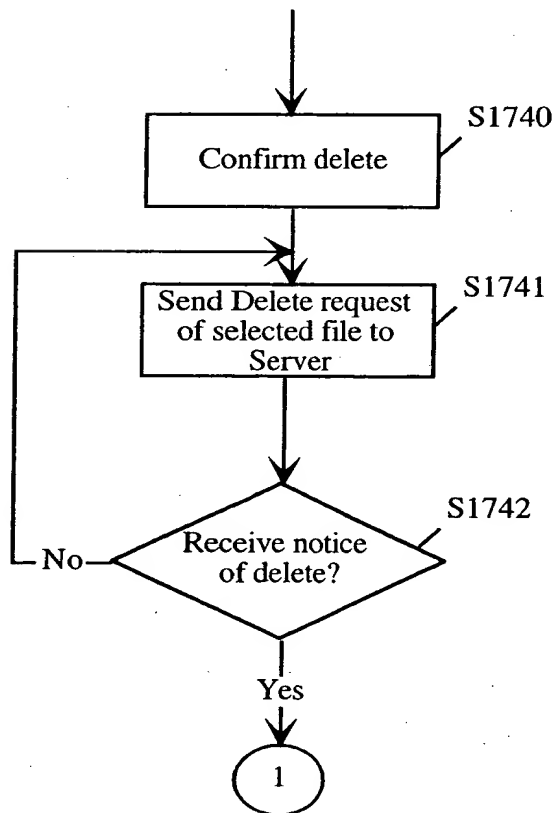 S1740
Confirm delete
S1741
Send Delete request
of selected file to
Server
S1742
Receive notice
of delete?
No
Yes
1